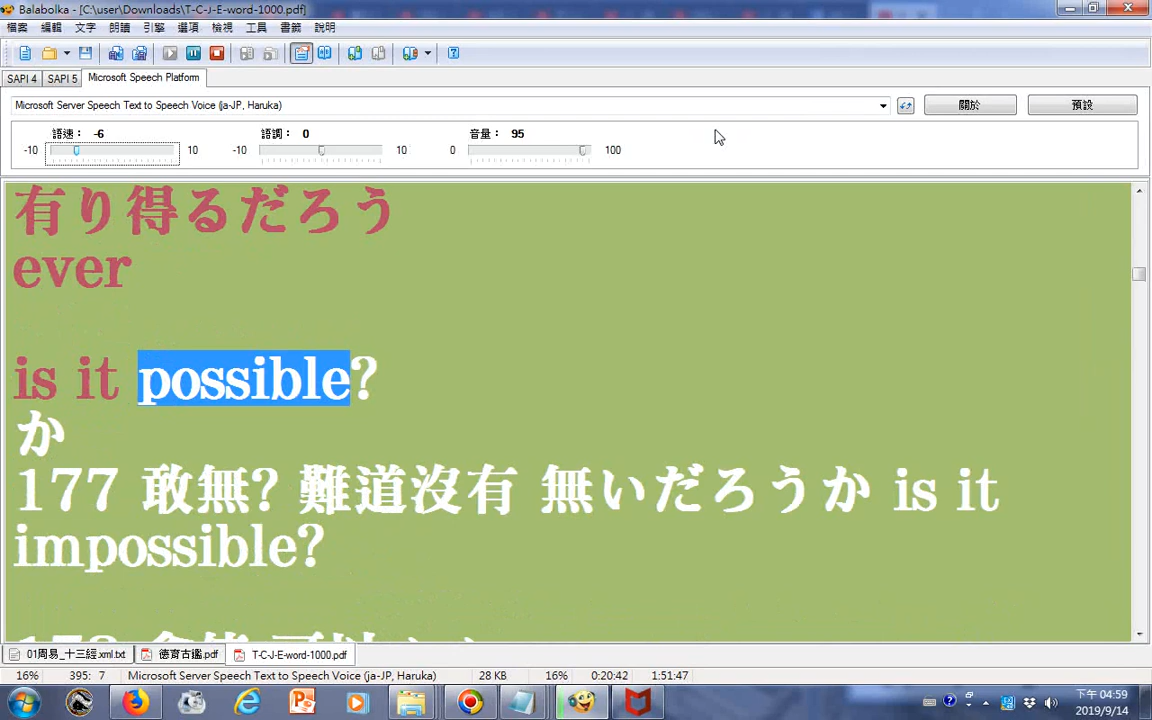 Balabolka - [C:\user\Downloads\T-C-J-E-word-1000.pdf]
檔案 編輯 文字 朗讀 引擎 選項 檢視 工具 書籤 說明
SAPI 4 SAPI 5 Microsoft Speech Platform
Microsoft Server Speech Text to Speech Voice (ja-JP, Haruka) 關於 預設
語速： -6 語調： 0 音量： 95
-10 10 -10 10 0 100
有り得るだろう
ever
is it possible?
か
177 敢無? 難道沒有 無いだろうか is it
impossible?
01周易_十三經.xml.txt 德育古鑑.pdf T-C-J-E-word-1000.pdf
16% 395: 7 Microsoft Server Speech Text to Speech Voice (ja-JP, Haruka) 28 KB 16% 0:20:42 1:51:47
下午 04:59
2019/9/14